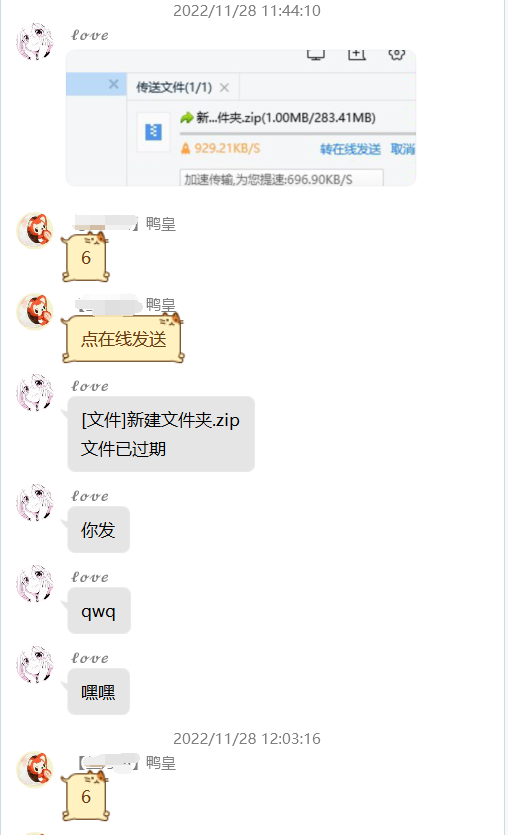 2022/11/28 11:44:10
love
传送文件(1/1)
新...件夹.zip(1.00MB/283.41MB)
929.21KB/S 转在线发送 取消
加速传输,为您提速:696.90KB/S
】鸭皇
6
鸭皇
点在线发送
love
[文件]新建文件夹.zip
文件已过期
love
你发
love
qwq
love
嘿嘿
2022/11/28 12:03:16
【】鸭皇
6